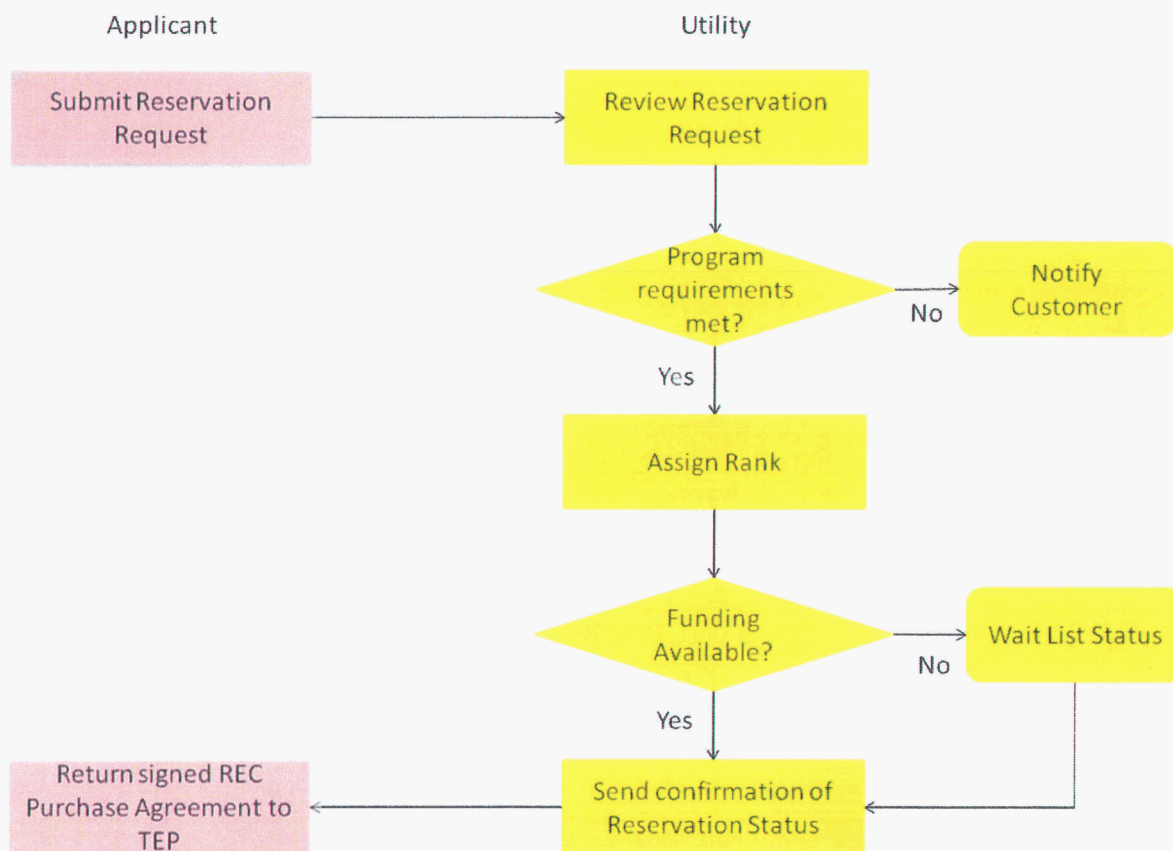 Applicant
Utility
Submit Reservation
Request
Review Reservation
Request
Program
requirements
met?
No
Notify
Customer
Yes
Assign Rank
Funding
Available?
No
Wait List Status
Yes
Return signed REC
Purchase Agreement to
TEP
Send confirmation of
Reservation Status